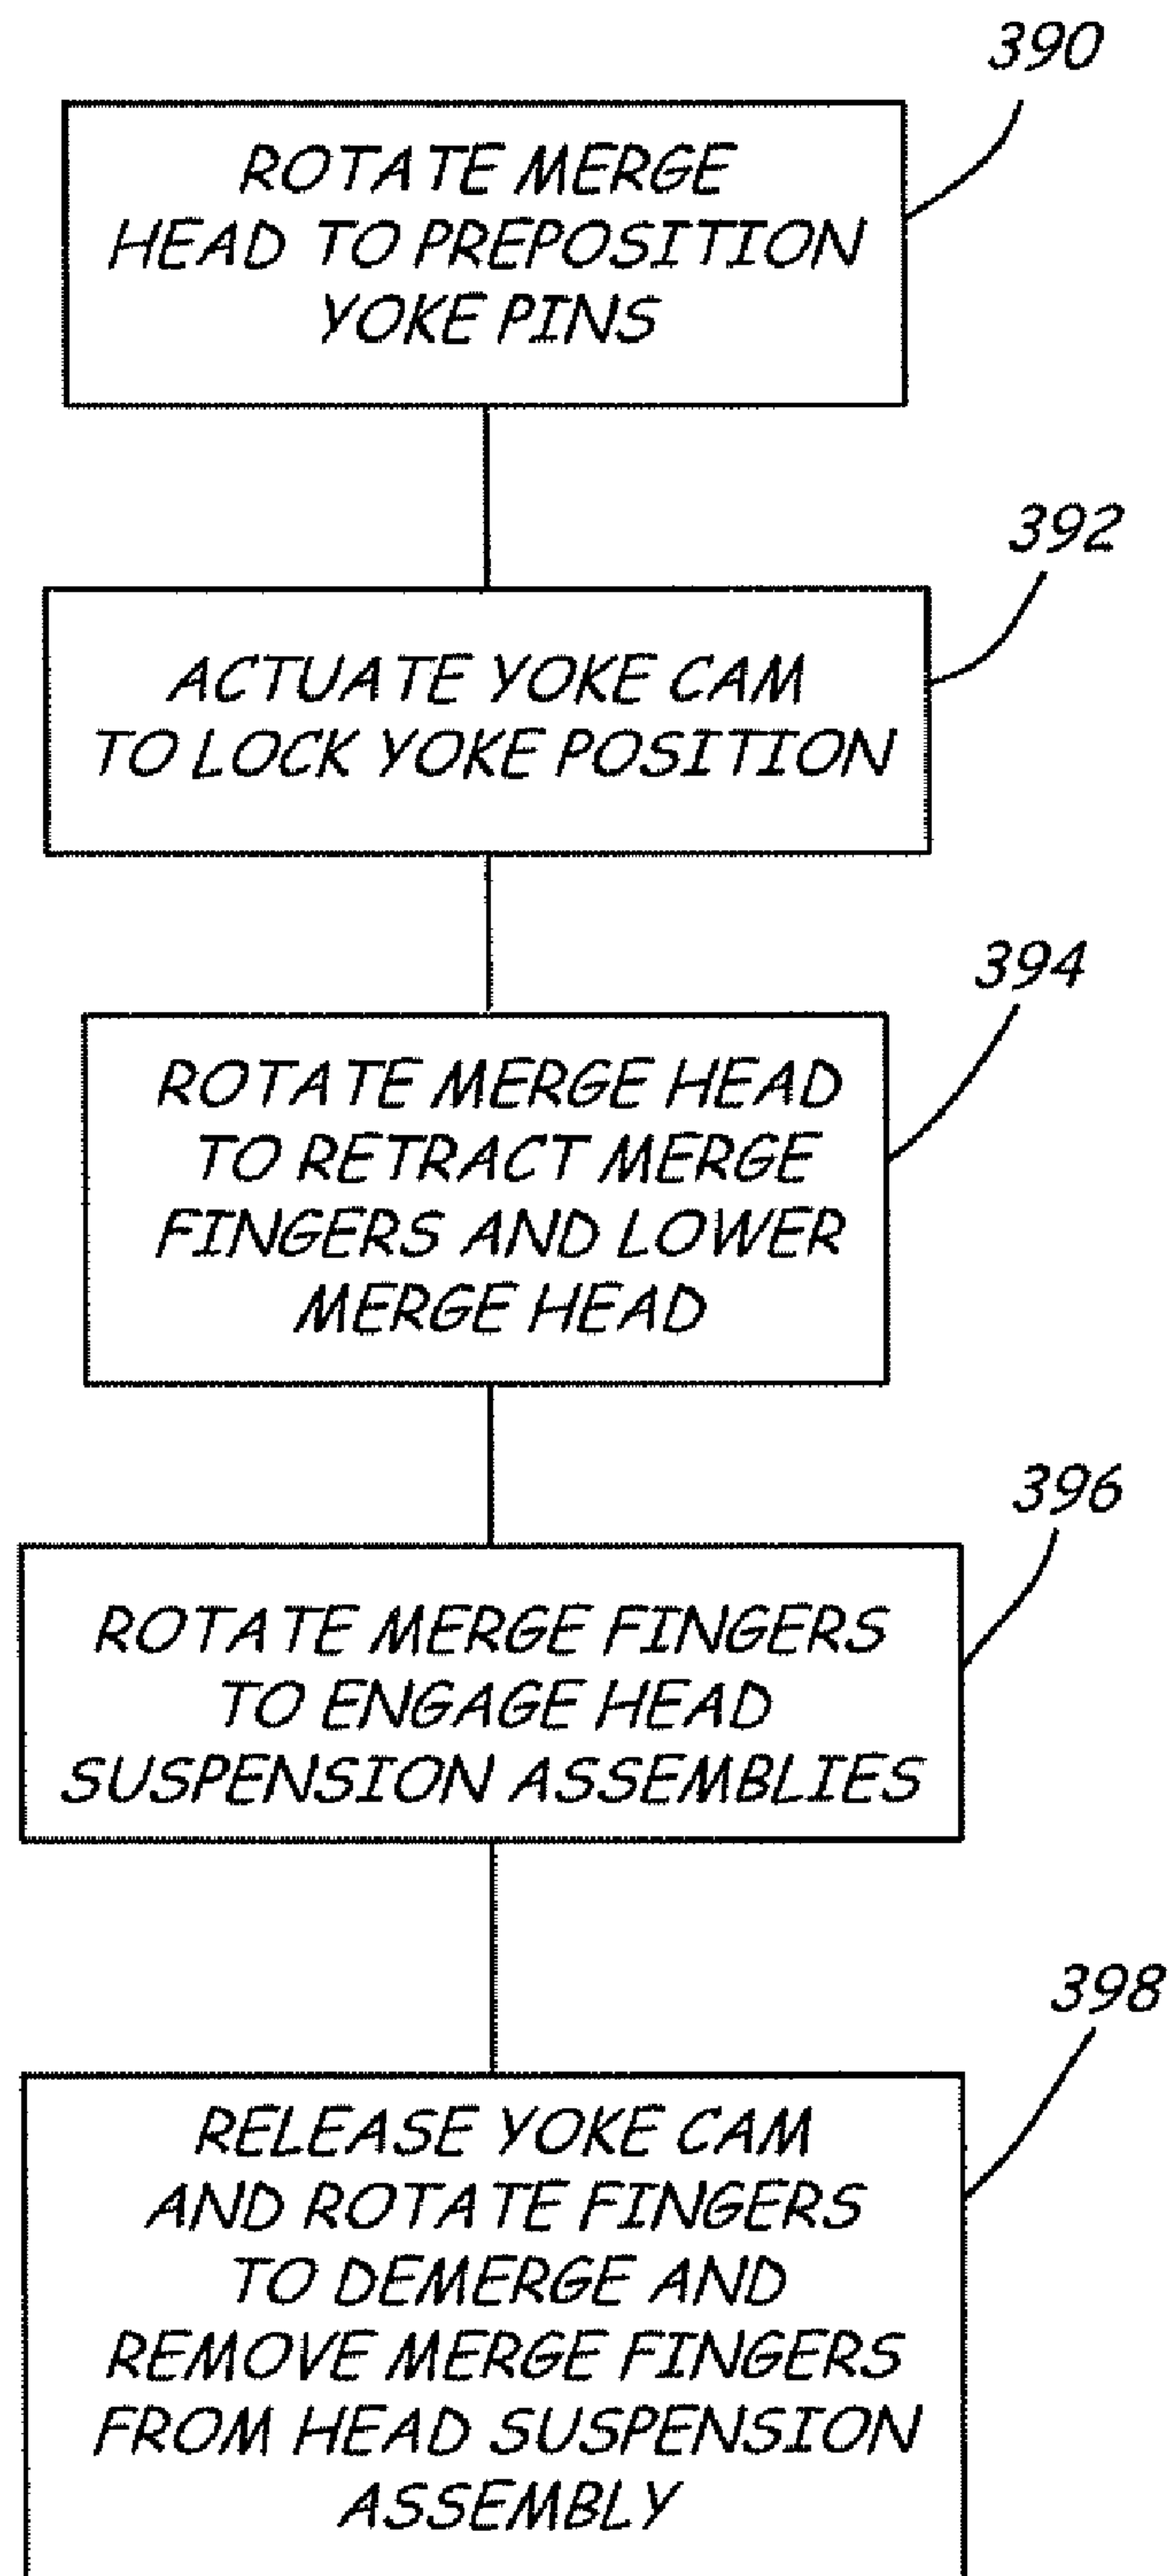 390
ROTATE MERGE
HEAD TO PREPOSITION
YOKE PINS
392
ACTUATE YOKE CAM
TO LOCK YOKE POSITION
394
ROTATE MERGE HEAD
TO RETRACT MERGE
FINGERS AND LOWER
MERGE HEAD
396
ROTATE MERGE FINGERS
TO ENGAGE HEAD
SUSPENSION ASSEMBLIES
398
RELEASE YOKE CAM
AND ROTATE FINGERS
TO DEMERGE AND
REMOVE MERGE FINGERS
FROM HEAD SUSPENSION
ASSEMBLY